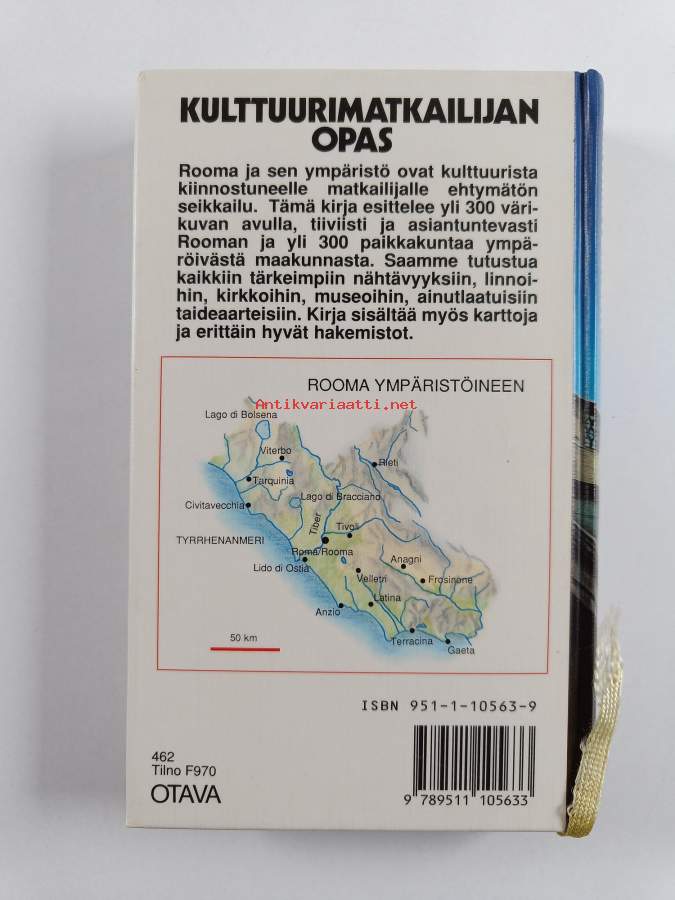 KULTTUURIMATKAILIJAN
OPAS
Rooma ja sen ympäristö ovat kulttuurista
kiinnostuneelle matkailijalle ehtymätön
seikkailu. Tämä kirja esittelee yli 300 väri-
kuvan avulla, tiiviisti ja asiantuntevasti
Rooman ja yli 300 paikkakuntaa ympä-
röivästä maakunnasta. Saamme tutustua
kaikkiin tärkeimpiin nähtävyyksiin, linnoi-
hin, kirkkoihin, museoihin, ainutlaatuisiin
taideaarteisiin. Kirja sisältää myös karttoja
ja erittäin hyvät hakemistot.
ROOMA YMPÄRISTÖINEEN
Antikvariaatti.net
Lago di Bolsena
Viterbo
Rieti
Tarquinia
Lago di Bracciano
Civitavecchia
Tiber
Tivoli
TYRRHENANMERI
Roma/Rooma
Anagni
Lido di Ostia
Velletri
Frosinone
Latina
Anzio
Terracina
Gaeta
50 km
ISBN 951-1-10563-9
462
Tilno F970
OTAVA
9 789511 105633